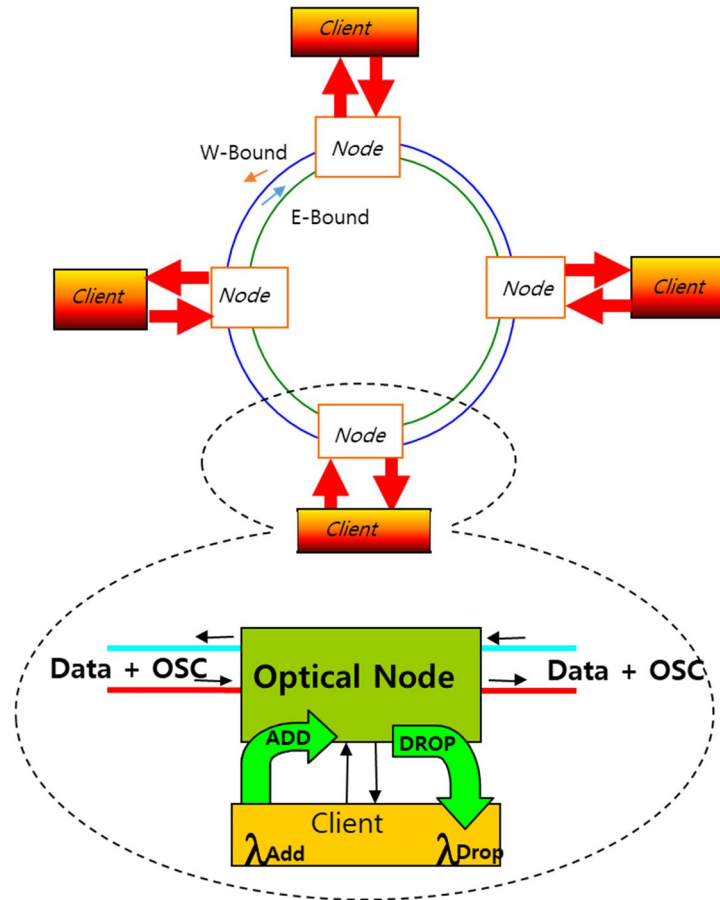 Client
Node
W-Bound
E-Bound
Client
Node
Node
Client
Node
Client
Data + OSC
Optical Node
Data + OSC
ADD
DROP
Client
λAdd
λDrop